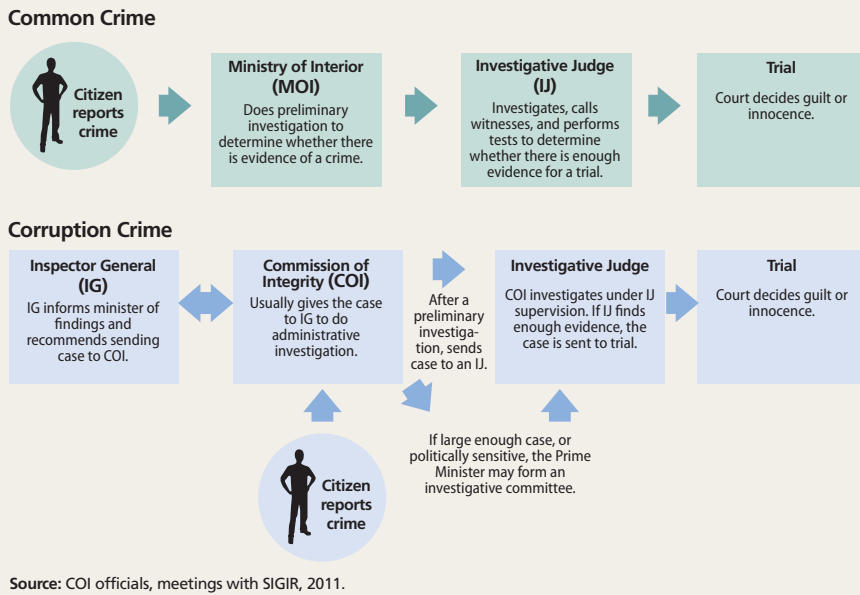 Common Crime
Citizen
reports
crime
Ministry of Interior
(MOI)
Does preliminary
investigation to
determine whether there
is evidence of a crime.
Investigative Judge
(IJ)
Investigates, calls
witnesses, and performs
tests to determine
whether there is enough
evidence for a trial.
Trial
Court decides guilt or
innocence.
Corruption Crime
Inspector General
(IG)
IG informs minister of
findings and
recommends sending
case to COI.
Commission of
Integrity (COI)
Usually gives the case
to IG to do
administrative
investigation.
After a
preliminary
investiga-
tion, sends
case to an IJ.
Investigative Judge
COI investigates under IJ
supervision. If IJ finds
enough evidence, the
case is sent to trial.
Trial
Court decides guilt or
innocence.
Citizen
reports
crime
If large enough case, or
politically sensitive, the Prime
Minister may form an
investigative committee.
Source: COI officials, meetings with SIGIR, 2011.